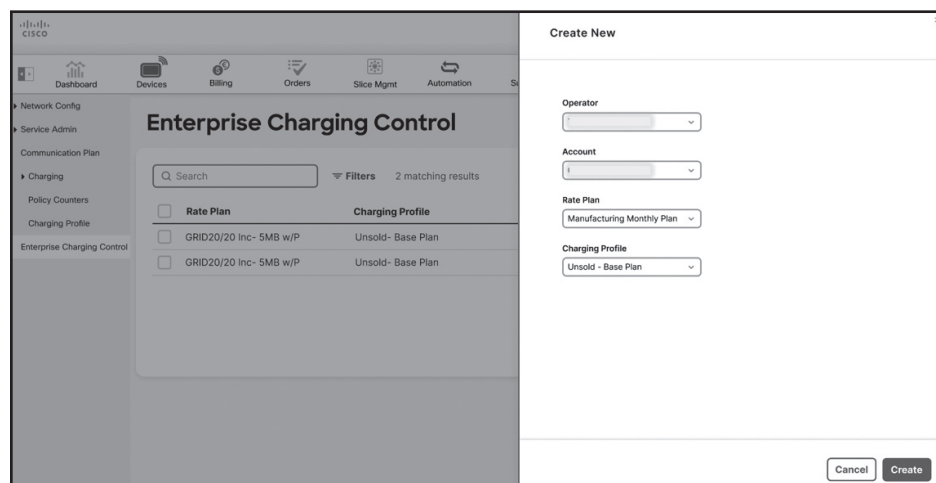 CISCO
Create New
Dashboard
Devices
Billing
Orders
Slice Mgmt
Automation
Network Config
Service Admin
Communication Plan
Charging
Policy Counters
Charging Profile
Enterprise Charging Control
Enterprise Charging Control
Search
Filters
2 matching results
Rate Plan Charging Profile
GRID20/20 Inc- 5MB w/P Unsold- Base Plan
GRID20/20 Inc- 5MB w/P Unsold- Base Plan
Operator
Account
Rate Plan
Manufacturing Monthly Plan
Charging Profile
Unsold - Base Plan
Cancel
Create